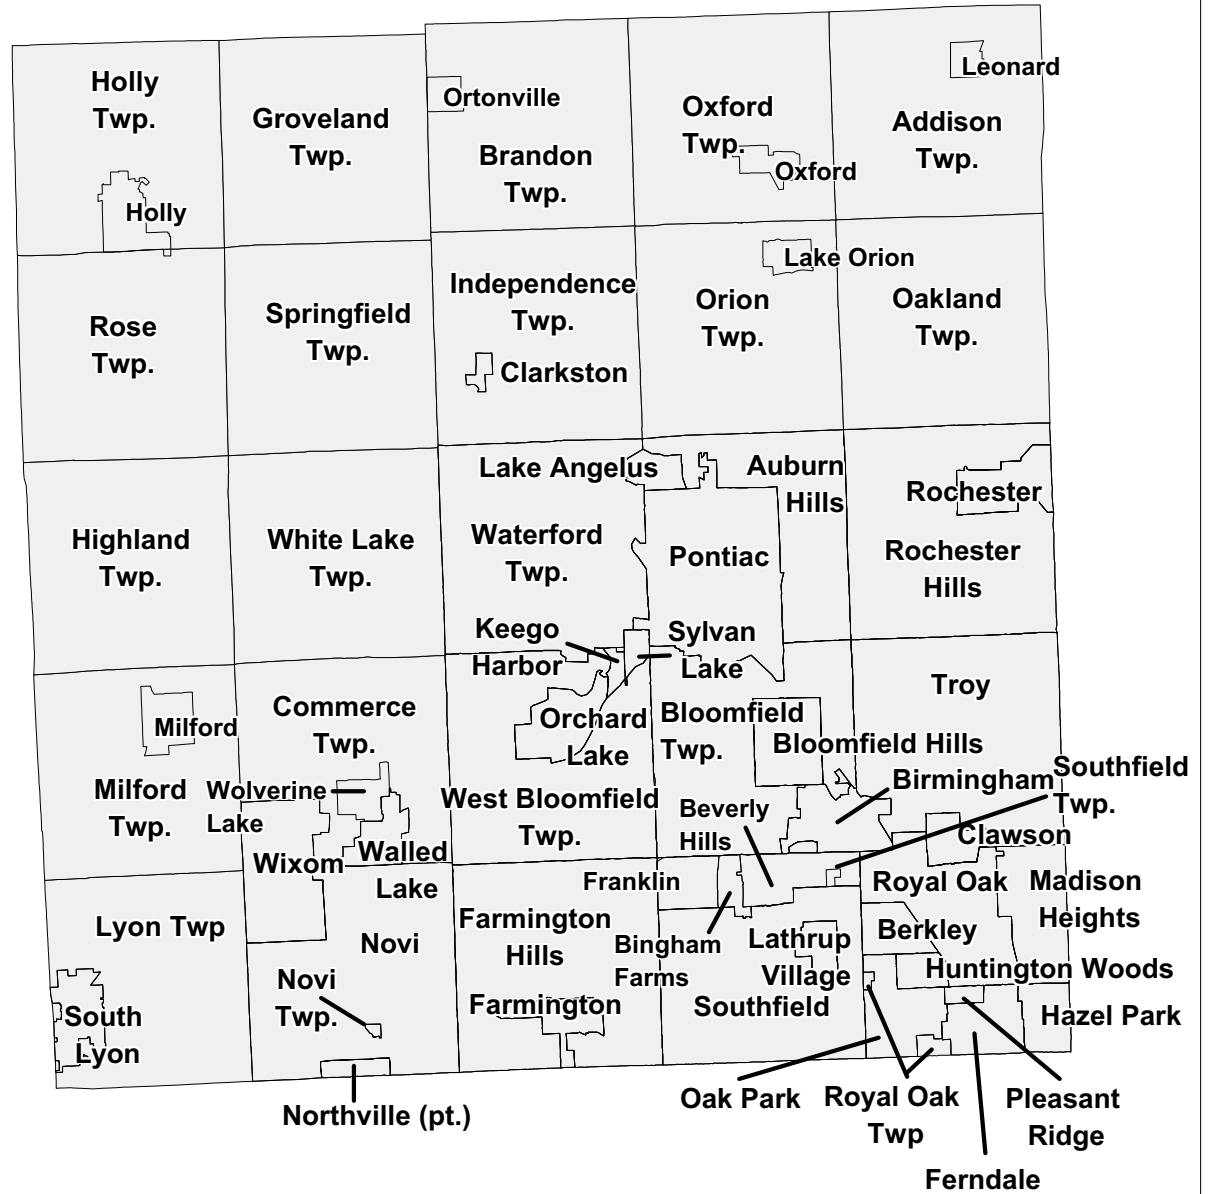 Holly
Twp.
Groveland
Twp.
Ortonville
Brandon
Twp.
Oxford
Twp.
Oxford
Leonard
Addison
Twp.
Holly
Rose
Twp.
Springfield
Twp.
Independence
Twp.
Clarkston
Lake Orion
Orion
Twp.
Oakland
Twp.
Highland
Twp.
White Lake
Twp.
Lake Angelus
Waterford
Twp.
Auburn
Hills
Pontiac
Rochester
Rochester
Hills
Keego
Harbor
Sylvan
Lake
Milford
Milford
Twp.
Commerce
Twp.
Wolverine
Lake
Wixom
Walled
Lake
Orchard
Lake
West Bloomfield
Twp.
Bloomfield
Twp.
Bloomfield Hills
Troy
Birmingham
Southfield
Twp.
Beverly
Hills
Clawson
Lyon Twp
South
Lyon
Novi
Novi
Twp.
Northville (pt.)
Farmington
Hills
Farmington
Franklin
Bingham
Farms
Lathrup
Village
Southfield
Royal Oak
Madison
Heights
Berkley
Huntington Woods
Hazel Park
Oak Park
Royal Oak
Twp
Pleasant
Ridge
Ferndale